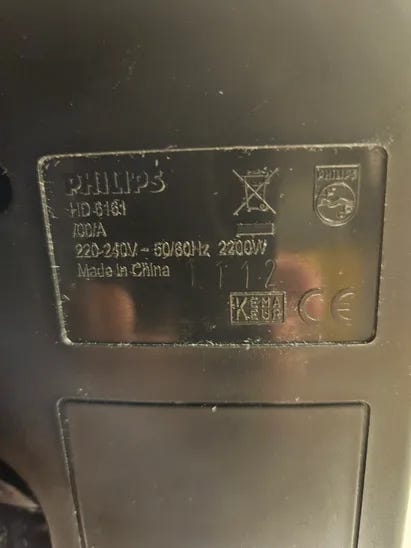 PHILIPS
HD-6161
/00/A
220-240V ~ 50/60Hz 2200W
Made in China
1112
PHILIPS
KEMA
KEUR
CE